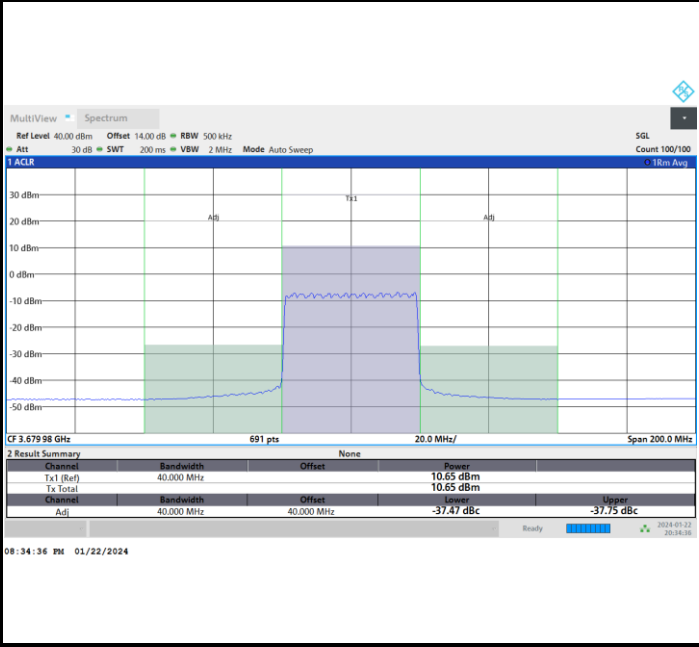 MultiView Spectrum
Ref Level 40.00 dBm Offset 14.00 dB RBW 500 kHz SGL
Att 30 dB SWT 200 ms VBW 2 MHz Mode Auto Sweep Count 100/100
1 ACLR 1Rm Avg
30 dBm
Tx1
20 dBm Adj Adj
10 dBm
0 dBm
-10 dBm
-20 dBm
-30 dBm
-40 dBm
-50 dBm
CF 3.67998 GHz 691 pts 20.0 MHz/ Span 200.0 MHz
2 Result Summary None
Channel Bandwidth Offset Power
Tx1 (Ref) 40.000 MHz 10.65 dBm
Tx Total 10.65 dBm
Channel Bandwidth Offset Lower Upper
Adj 40.000 MHz 40.000 MHz -37.47 dBc -37.75 dBc
Ready 2024-01-22
20:34:36
08:34:36 PM 01/22/2024